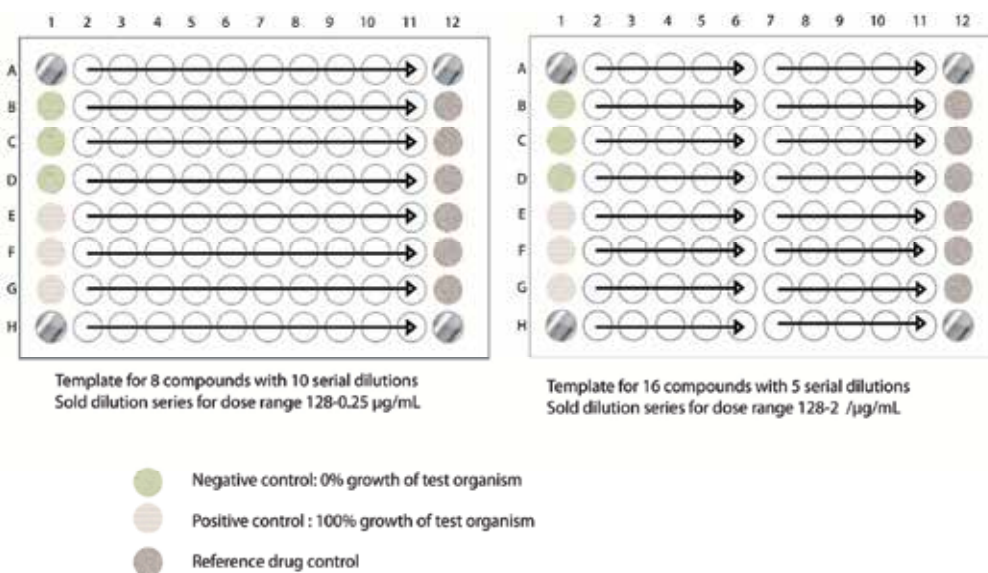 1 2 3 4 5 6 7 8 9 10 11 12
A
B
C
D
E
F
G
H
Template for 8 compounds with 10 serial dilutions
Sold dilution series for dose range 128-0.25 µg/mL
1 2 3 4 5 6 7 8 9 10 11 12
A
B
C
D
E
F
G
H
Template for 16 compounds with 5 serial dilutions
Sold dilution series for dose range 128-2 /µg/mL
Negative control: 0% growth of test organism
Positive control : 100% growth of test organism
Reference drug control